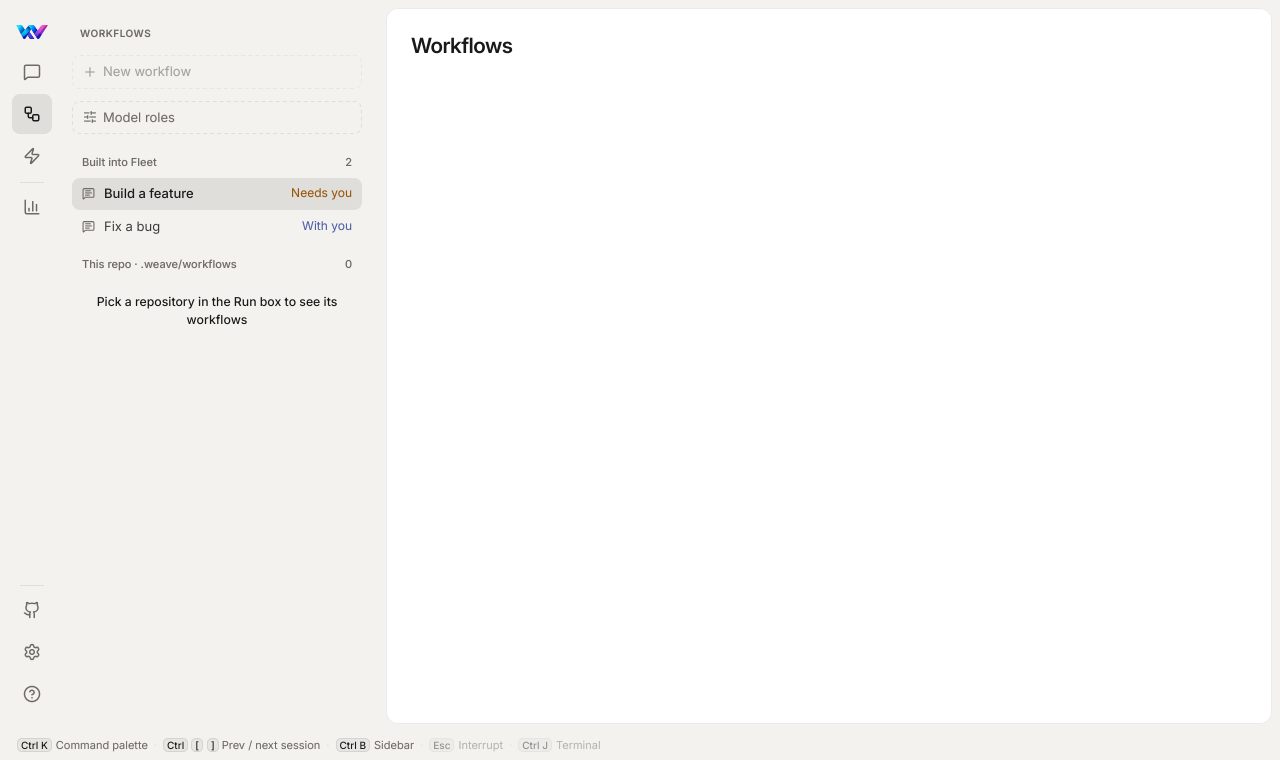 WORKFLOWS
New workflow
Model roles
Built into Fleet 2
Build a feature Needs you
Fix a bug With you
This repo · .weave/workflows 0
Pick a repository in the Run box to see its
workflows
Workflows
Ctrl K Command palette · Ctrl [ ] Prev / next session · Ctrl B Sidebar · Esc Interrupt · Ctrl J Terminal